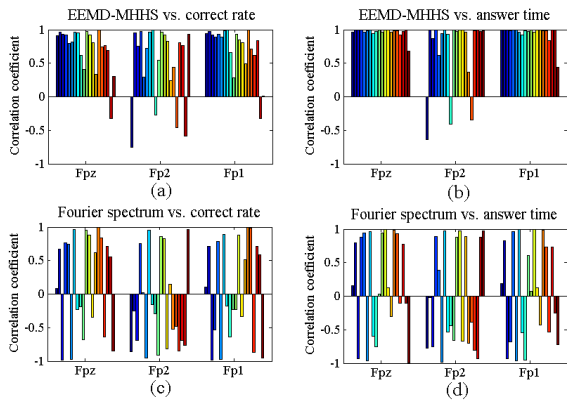 EEMD-MHHS vs. correct rate
Correlation coefficient
1
0.5
0
-0.5
-1
Fpz
Fp2
Fp1
(a)
EEMD-MHHS vs. answer time
Correlation coefficient
1
0.5
0
-0.5
-1
Fpz
Fp2
Fp1
(b)
Fourier spectrum vs. correct rate
Correlation coefficient
1
0.5
0
-0.5
-1
Fpz
Fp2
Fp1
(c)
Fourier spectrum vs. answer time
Correlation coefficient
1
0.5
0
-0.5
-1
Fpz
Fp2
Fp1
(d)